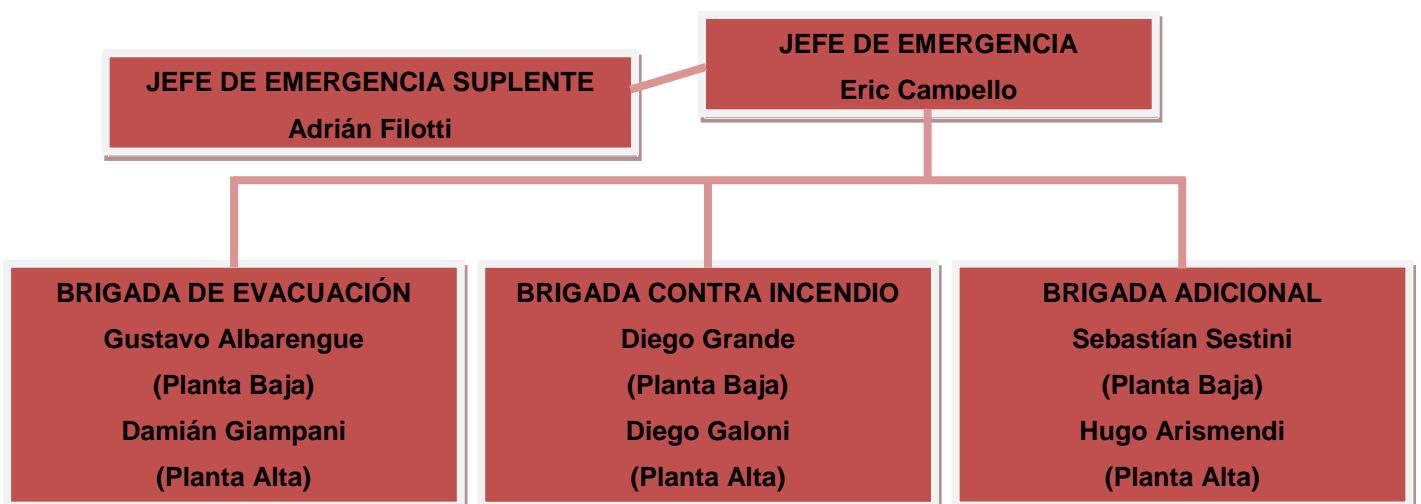 JEFE DE EMERGENCIA
Eric Campello
JEFE DE EMERGENCIA SUPLENTE
Adrián Filotti
BRIGADA DE EVACUACIÓN
Gustavo Albarengue
(Planta Baja)
Damián Giampani
(Planta Alta)
BRIGADA CONTRA INCENDIO
Diego Grande
(Planta Baja)
Diego Galoni
(Planta Alta)
BRIGADA ADICIONAL
Sebastían Sestini
(Planta Baja)
Hugo Arismendi
(Planta Alta)